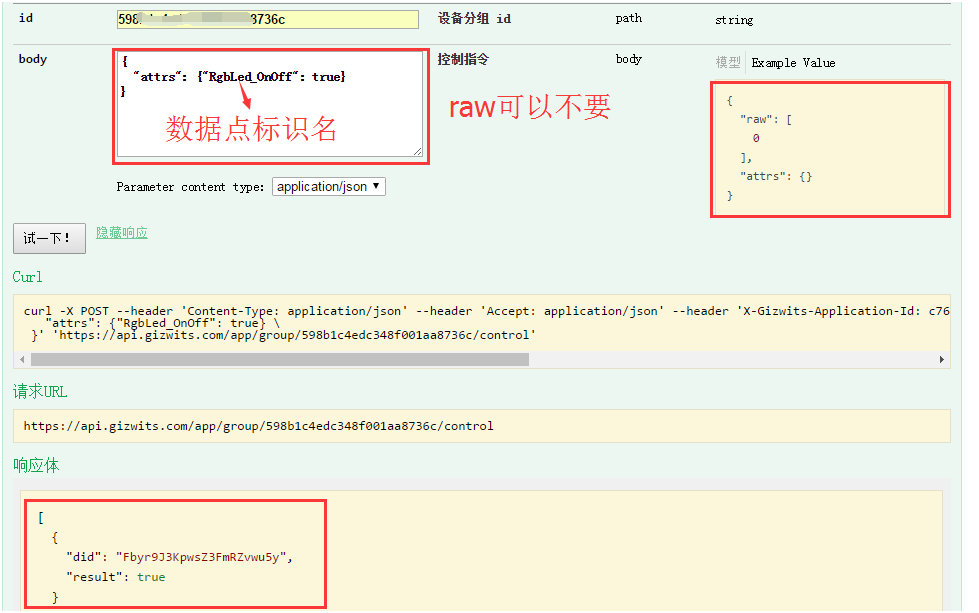 id 598 8736c 设备分组 id path string
body 控制指令 body 模型 Example Value
{
"attrs": {"RgbLed_OnOff": true}
}
数据点标识名
raw可以不要
{
"raw": [
0
],
"attrs": {}
}
Parameter content type: application/json
试一下! 隐藏响应
Curl
curl -X POST --header 'Content-Type: application/json' --header 'Accept: application/json' --header 'X-Gizwits-Application-Id: c76
"attrs": {"RgbLed_OnOff": true} \
}' 'https://api.gizwits.com/app/group/598b1c4edc348f001aa8736c/control'
请求URL
https://api.gizwits.com/app/group/598b1c4edc348f001aa8736c/control
响应体
[
{
"did": "Fbyr9J3KpwsZ3FmRZvwu5y",
"result": true
}